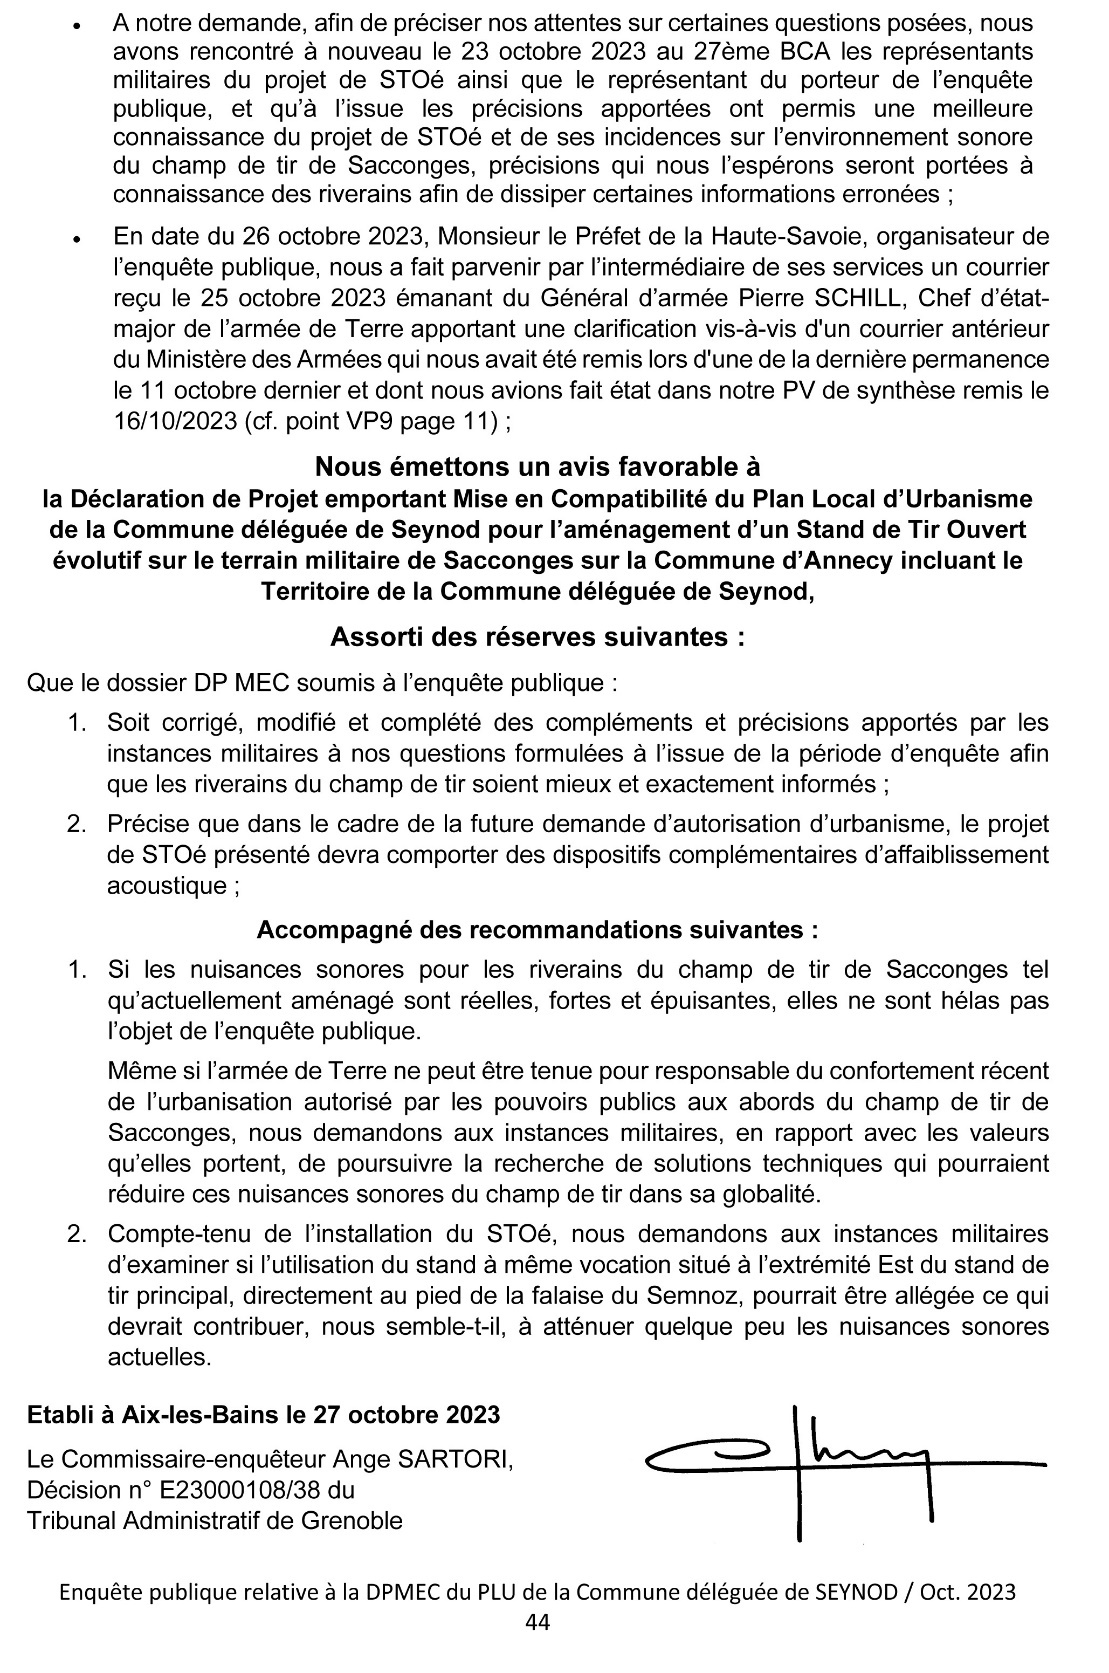 • A notre demande, afin de préciser nos attentes sur certaines questions posées, nous
avons rencontré à nouveau le 23 octobre 2023 au 27ème BCA les représentants
militaires du projet de STOé ainsi que le représentant du porteur de l’enquête
publique, et qu’à l’issue les précisions apportées ont permis une meilleure
connaissance du projet de STOé et de ses incidences sur l’environnement sonore
du champ de tir de Sacconges, précisions qui nous l’espérons seront portées à
connaissance des riverains afin de dissiper certaines informations erronées ;
• En date du 26 octobre 2023, Monsieur le Préfet de la Haute-Savoie, organisateur de
l’enquête publique, nous a fait parvenir par l’intermédiaire de ses services un courrier
reçu le 25 octobre 2023 émanant du Général d’armée Pierre SCHILL, Chef d’état-
major de l’armée de Terre apportant une clarification vis-à-vis d'un courrier antérieur
du Ministère des Armées qui nous avait été remis lors d'une de la dernière permanence
le 11 octobre dernier et dont nous avions fait état dans notre PV de synthèse remis le
16/10/2023 (cf. point VP9 page 11) ;
Nous émettons un avis favorable à
la Déclaration de Projet emportant Mise en Compatibilité du Plan Local d’Urbanisme
de la Commune déléguée de Seynod pour l’aménagement d’un Stand de Tir Ouvert
évolutif sur le terrain militaire de Sacconges sur la Commune d’Annecy incluant le
Territoire de la Commune déléguée de Seynod,
Assorti des réserves suivantes :
Que le dossier DP MEC soumis à l’enquête publique :
1. Soit corrigé, modifié et complété des compléments et précisions apportés par les
instances militaires à nos questions formulées à l’issue de la période d’enquête afin
que les riverains du champ de tir soient mieux et exactement informés ;
2. Précise que dans le cadre de la future demande d’autorisation d’urbanisme, le projet
de STOé présenté devra comporter des dispositifs complémentaires d’affaiblissement
acoustique ;
Accompagné des recommandations suivantes :
1. Si les nuisances sonores pour les riverains du champ de tir de Sacconges tel
qu’actuellement aménagé sont réelles, fortes et épuisantes, elles ne sont hélas pas
l’objet de l’enquête publique.
Même si l’armée de Terre ne peut être tenue pour responsable du confortement récent
de l’urbanisation autorisé par les pouvoirs publics aux abords du champ de tir de
Sacconges, nous demandons aux instances militaires, en rapport avec les valeurs
qu’elles portent, de poursuivre la recherche de solutions techniques qui pourraient
réduire ces nuisances sonores du champ de tir dans sa globalité.
2. Compte-tenu de l’installation du STOé, nous demandons aux instances militaires
d’examiner si l’utilisation du stand à même vocation situé à l’extrémité Est du stand de
tir principal, directement au pied de la falaise du Semnoz, pourrait être allégée ce qui
devrait contribuer, nous semble-t-il, à atténuer quelque peu les nuisances sonores
actuelles.
Etabli à Aix-les-Bains le 27 octobre 2023
Le Commissaire-enquêteur Ange SARTORI,
Décision n° E23000108/38 du
Tribunal Administratif de Grenoble
Enquête publique relative à la DPMEC du PLU de la Commune déléguée de SEYNOD / Oct. 2023
44